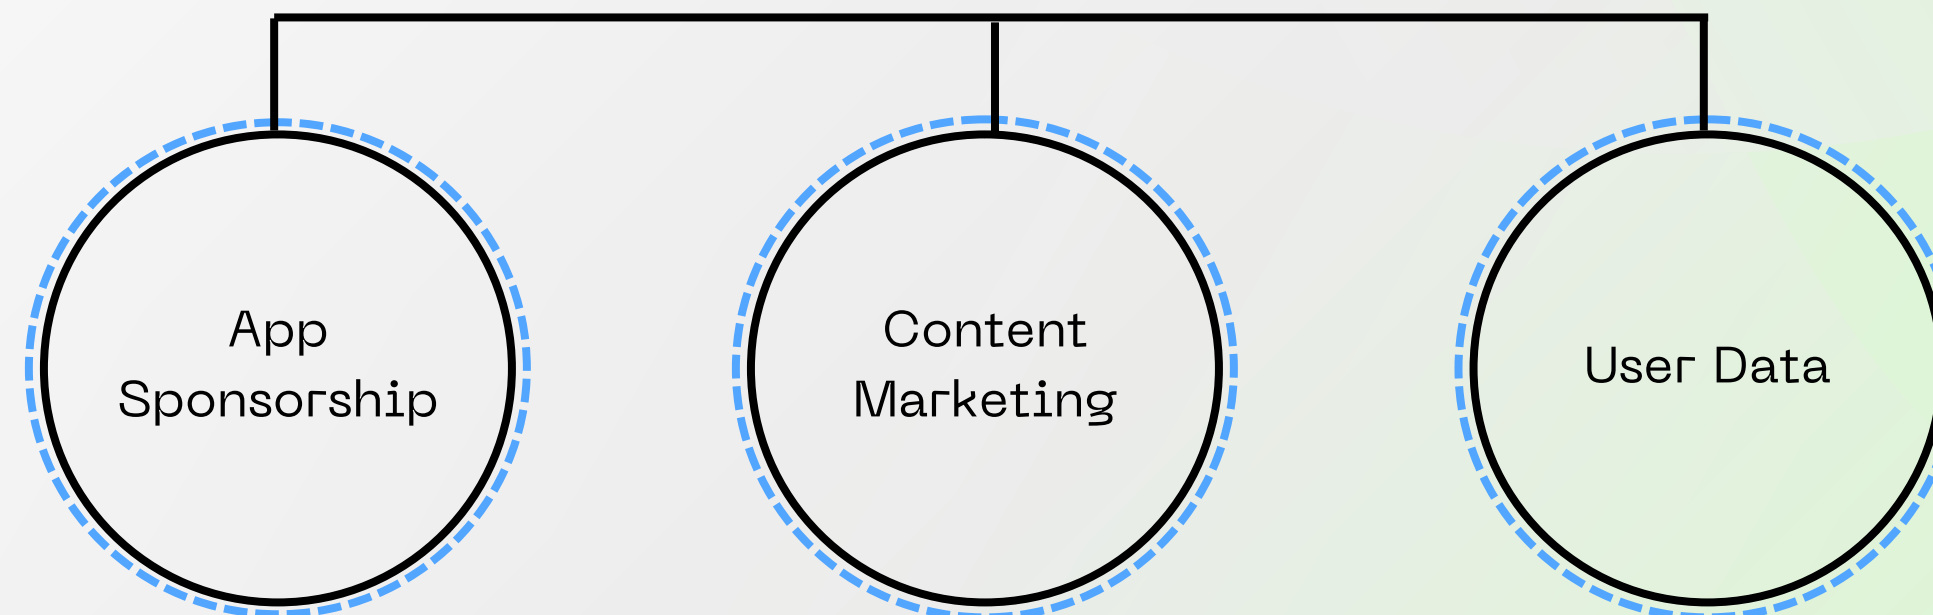 App
Sponsorship
Content
Marketing
User Data